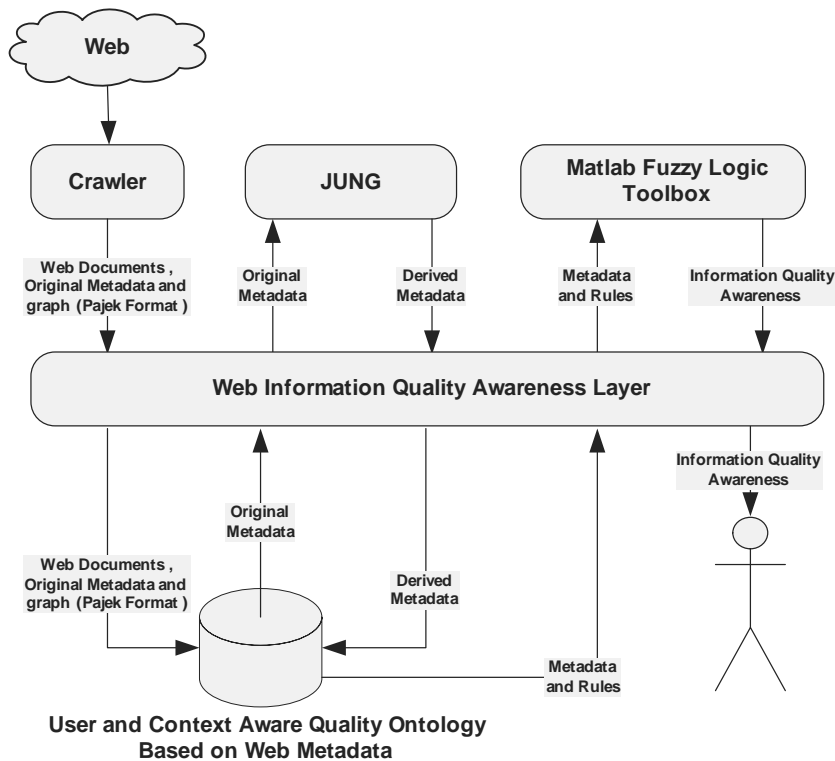 Web
Crawler
JUNG
Matlab Fuzzy Logic
Toolbox
Web Documents ,
Original Metadata and
graph (Pajek Format )
Original
Metadata
Derived
Metadata
Metadata
and Rules
Information Quality
Awareness
Web Information Quality Awareness Layer
Information Quality
Awareness
Original
Metadata
Web Documents ,
Original Metadata and
graph (Pajek Format )
Derived
Metadata
Metadata
and Rules
User and Context Aware Quality Ontology
Based on Web Metadata